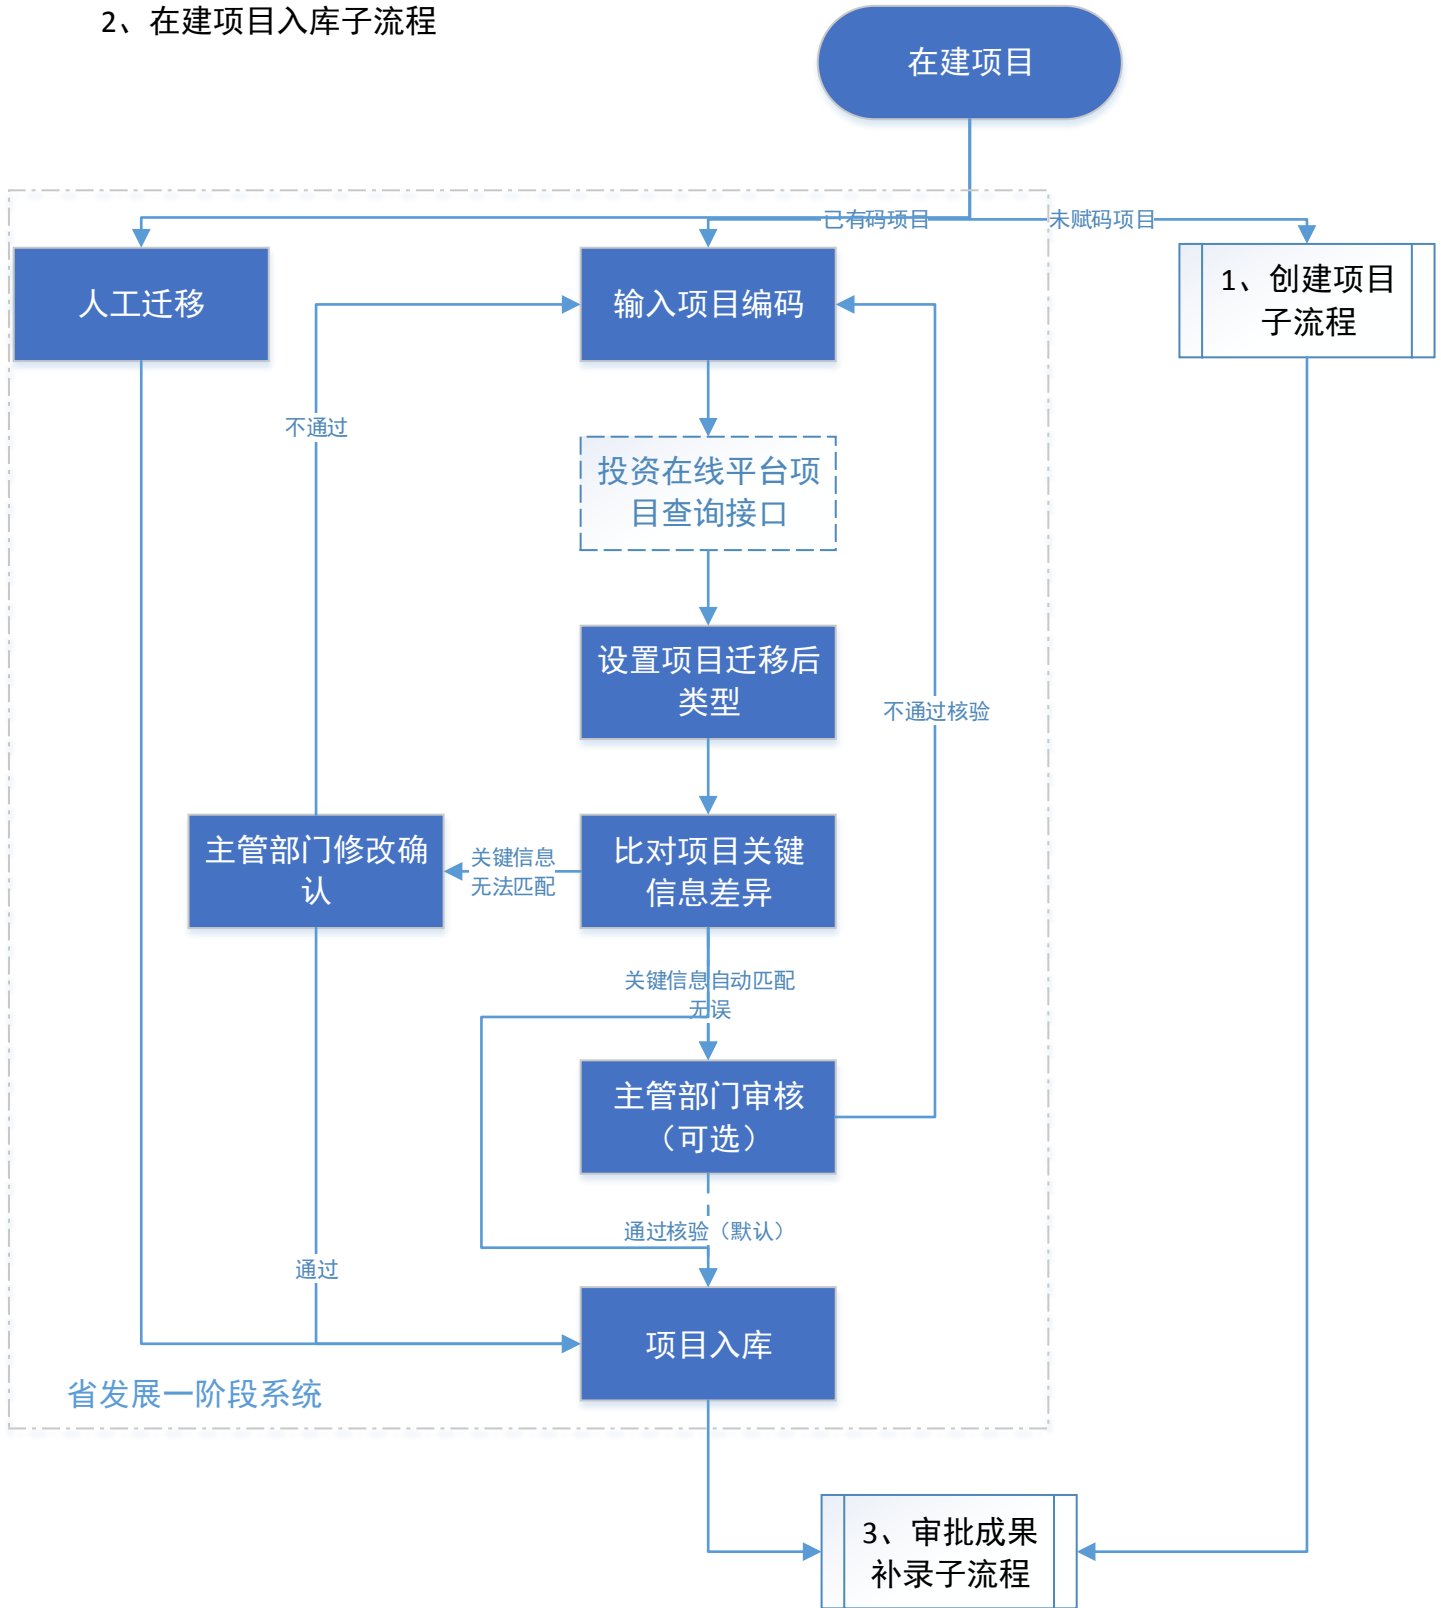 2、在建项目入库子流程
在建项目
已有码项目
未赋码项目
人工迁移
输入项目编码
1、创建项目
子流程
不通过
投资在线平台项
目查询接口
设置项目迁移后
类型
不通过核验
主管部门修改确
认
关键信息
无法匹配
比对项目关键
信息差异
关键信息自动匹配
无误
主管部门审核
（可选）
通过核验（默认）
通过
项目入库
省发展一阶段系统
3、审批成果
补录子流程